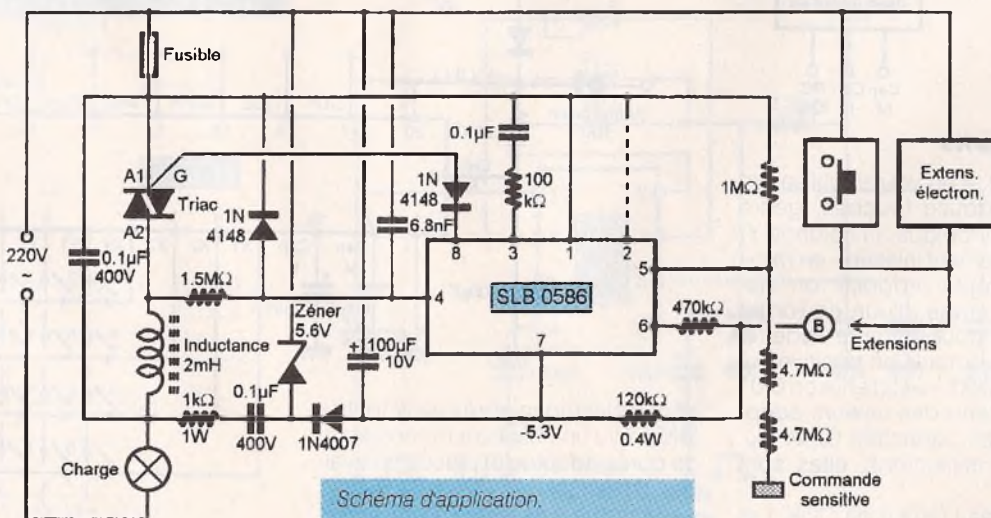 Fusible
A1
G
Triac
A2
220V
~
0.1µF
400V
1N
4148
1.5MΩ
6.8nF
1N
4148
0.1µF
100
kΩ
8
3
1
2
4
SLB 0586
5
6
7
1MΩ
Extens.
électron.
470kΩ
B
Extensions
4.7MΩ
4.7MΩ
Inductance
2mH
Zéner
5.6V
+
100µF
10V
1kΩ
1W
0.1µF
400V
1N4007
-5.3V
120kΩ
0.4W
Charge
Commande
sensitive
Schéma d'application.